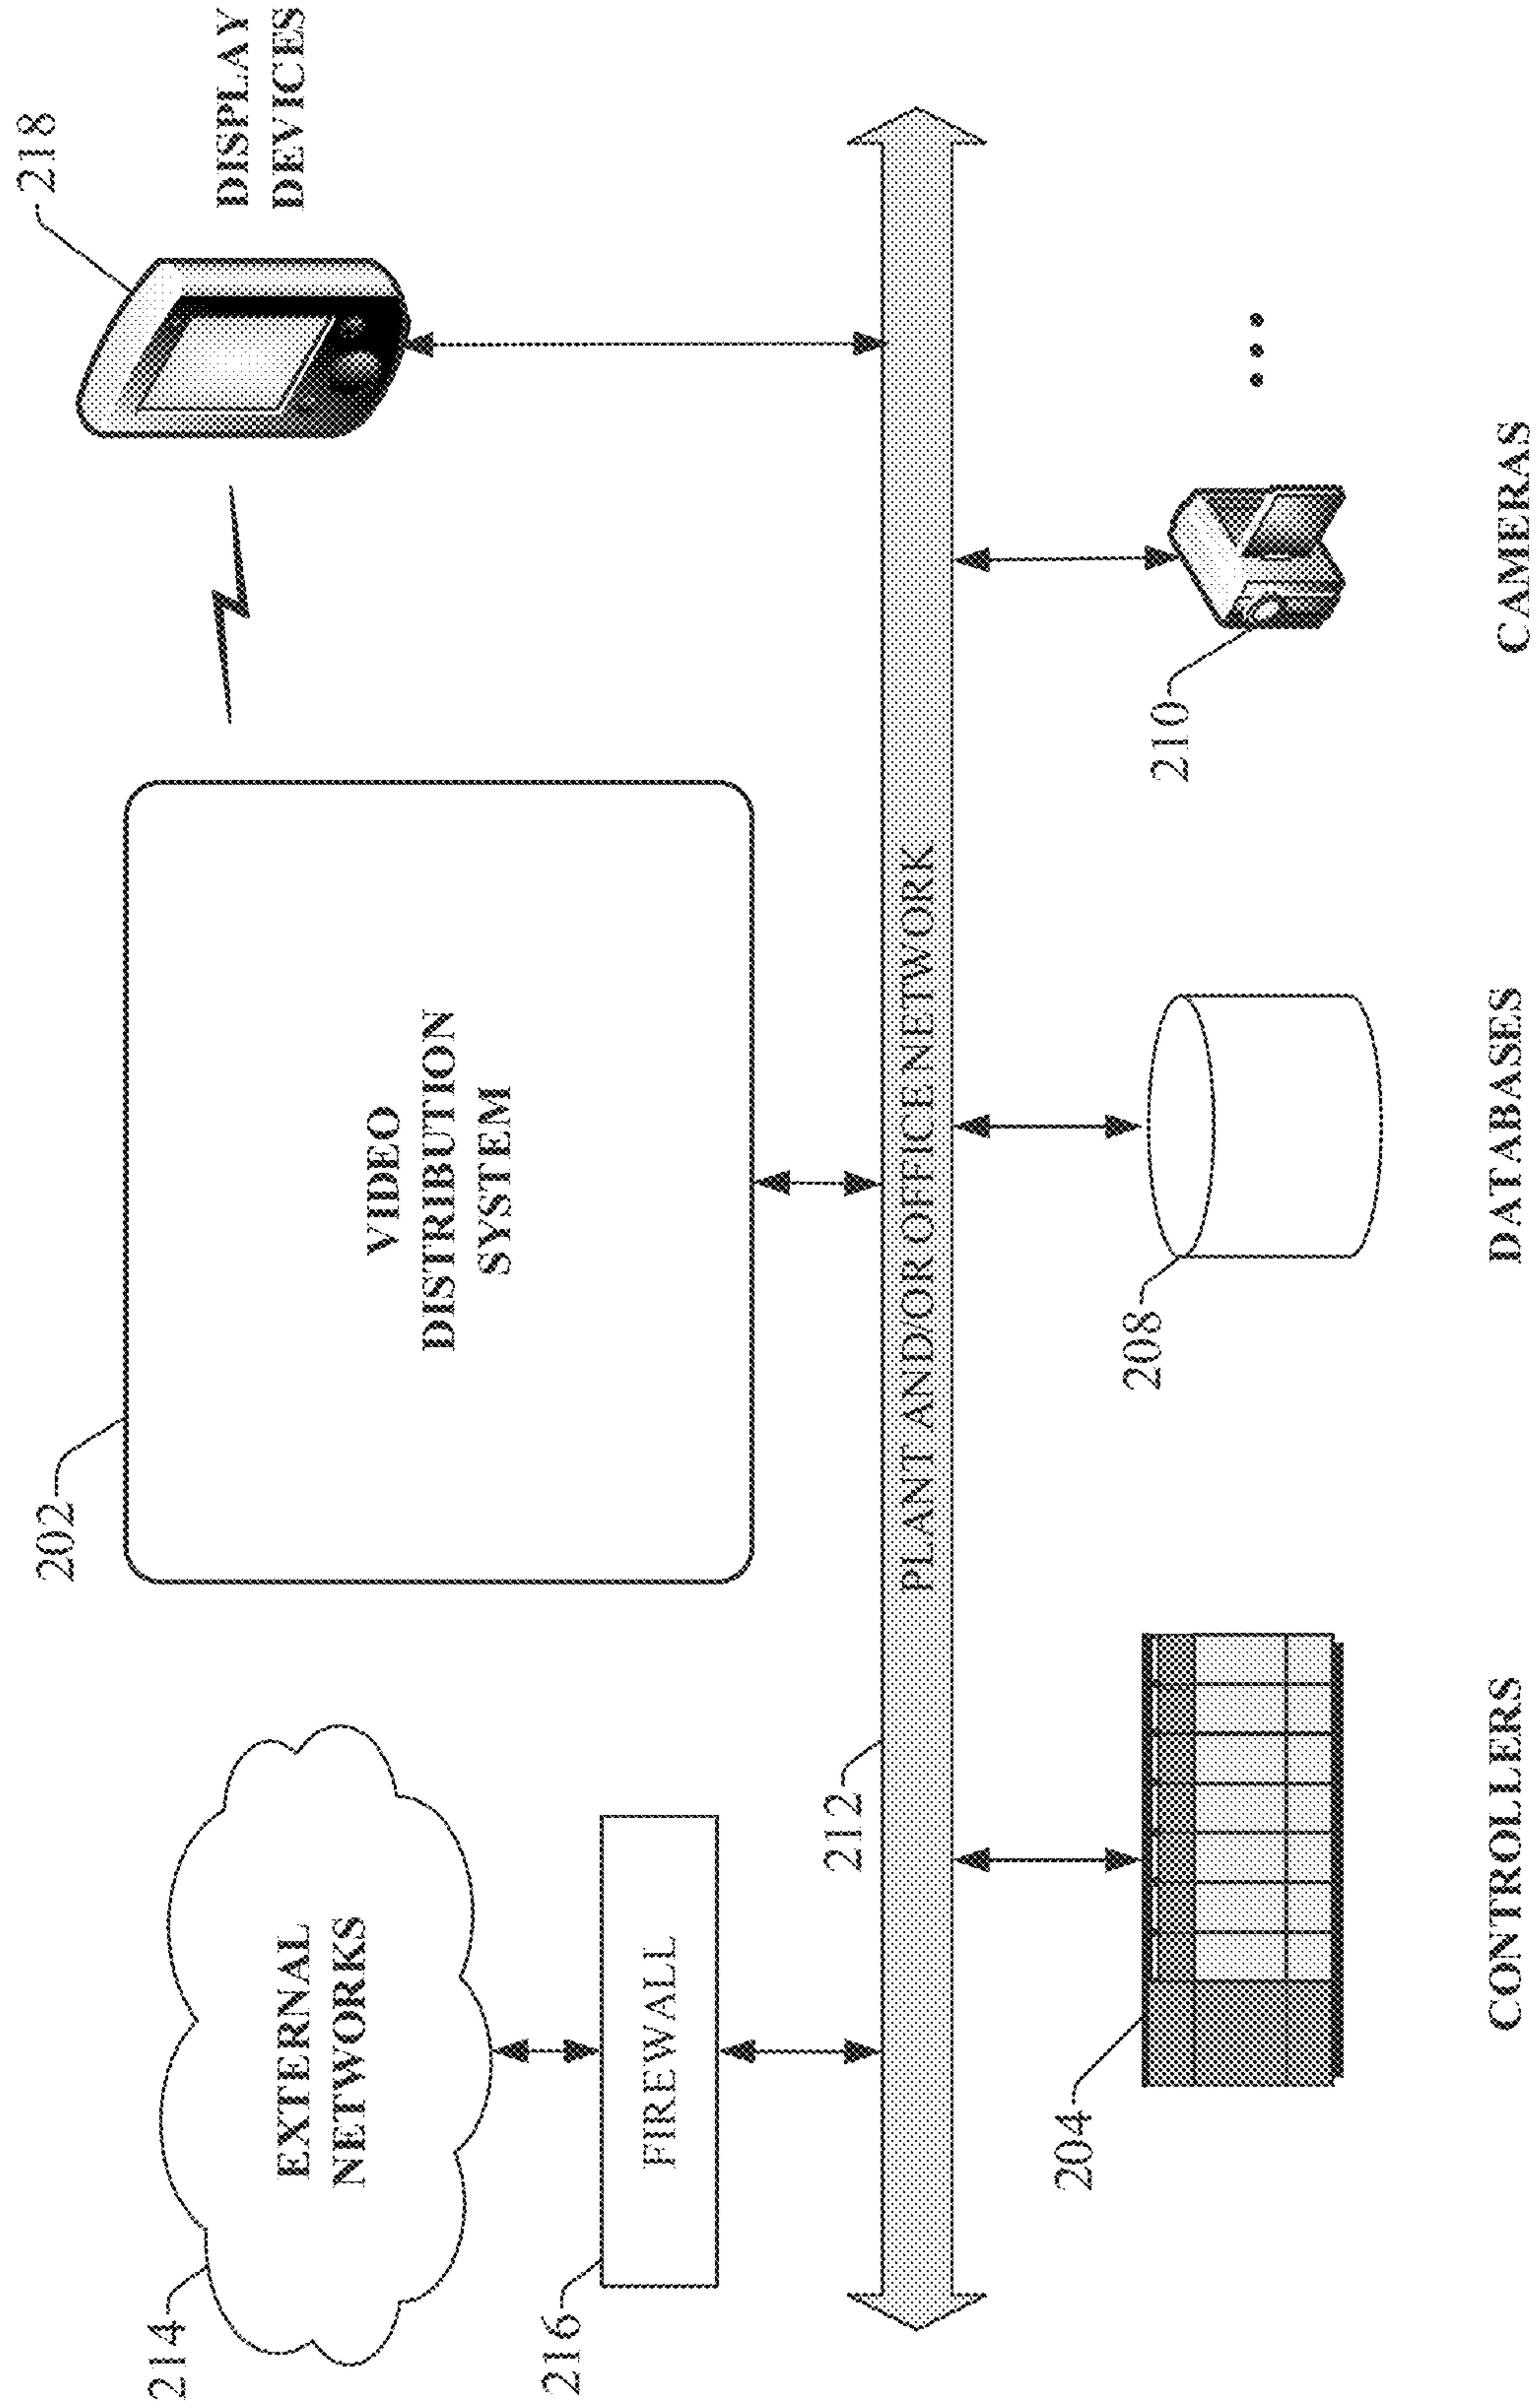 214
EXTERNAL
NETWORKS
216
FIREWALL
202
VIDEO
DISTRIBUTION
SYSTEM
218
DISPLAY
DEVICES
212
PLANT AND/OR OFFICE NETWORK
204
CONTROLLERS
208
DATABASES
210
CAMERAS